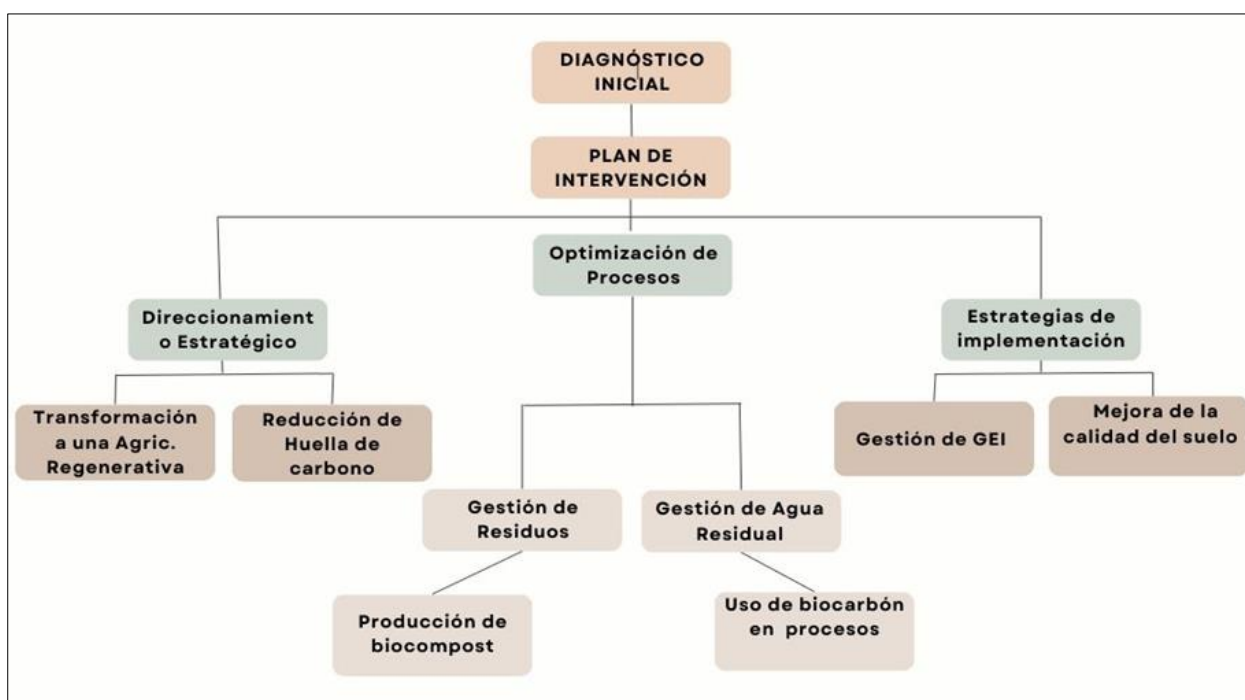 DIAGNÓSTICO
INICIAL
PLAN DE
INTERVENCIÓN
Optimización de
Procesos
Direccionamient
o Estratégico
Estrategias de
implementación
Transformación
a una Agric.
Regenerativa
Reducción de
Huella de
carbono
Gestión de GEI
Mejora de la
calidad del suelo
Gestión de
Residuos
Gestión de Agua
Residual
Producción de
biocompost
Uso de biocarbón
en procesos